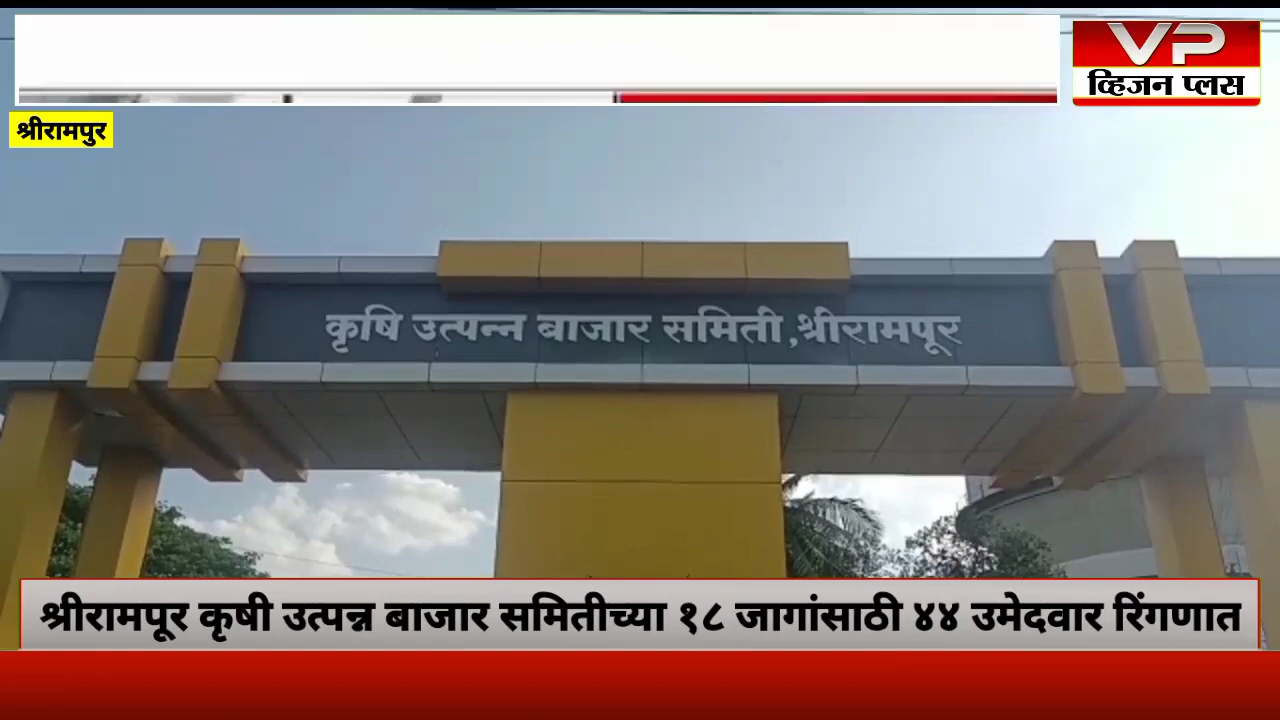 VP
व्हिजन प्लस
श्रीरामपुर
कृषि उत्पन्न बाजार समिती,श्रीरामपूर
श्रीरामपूर कृषी उत्पन्न बाजार समितीच्या १८ जागांसाठी ४४ उमेदवार रिंगणात